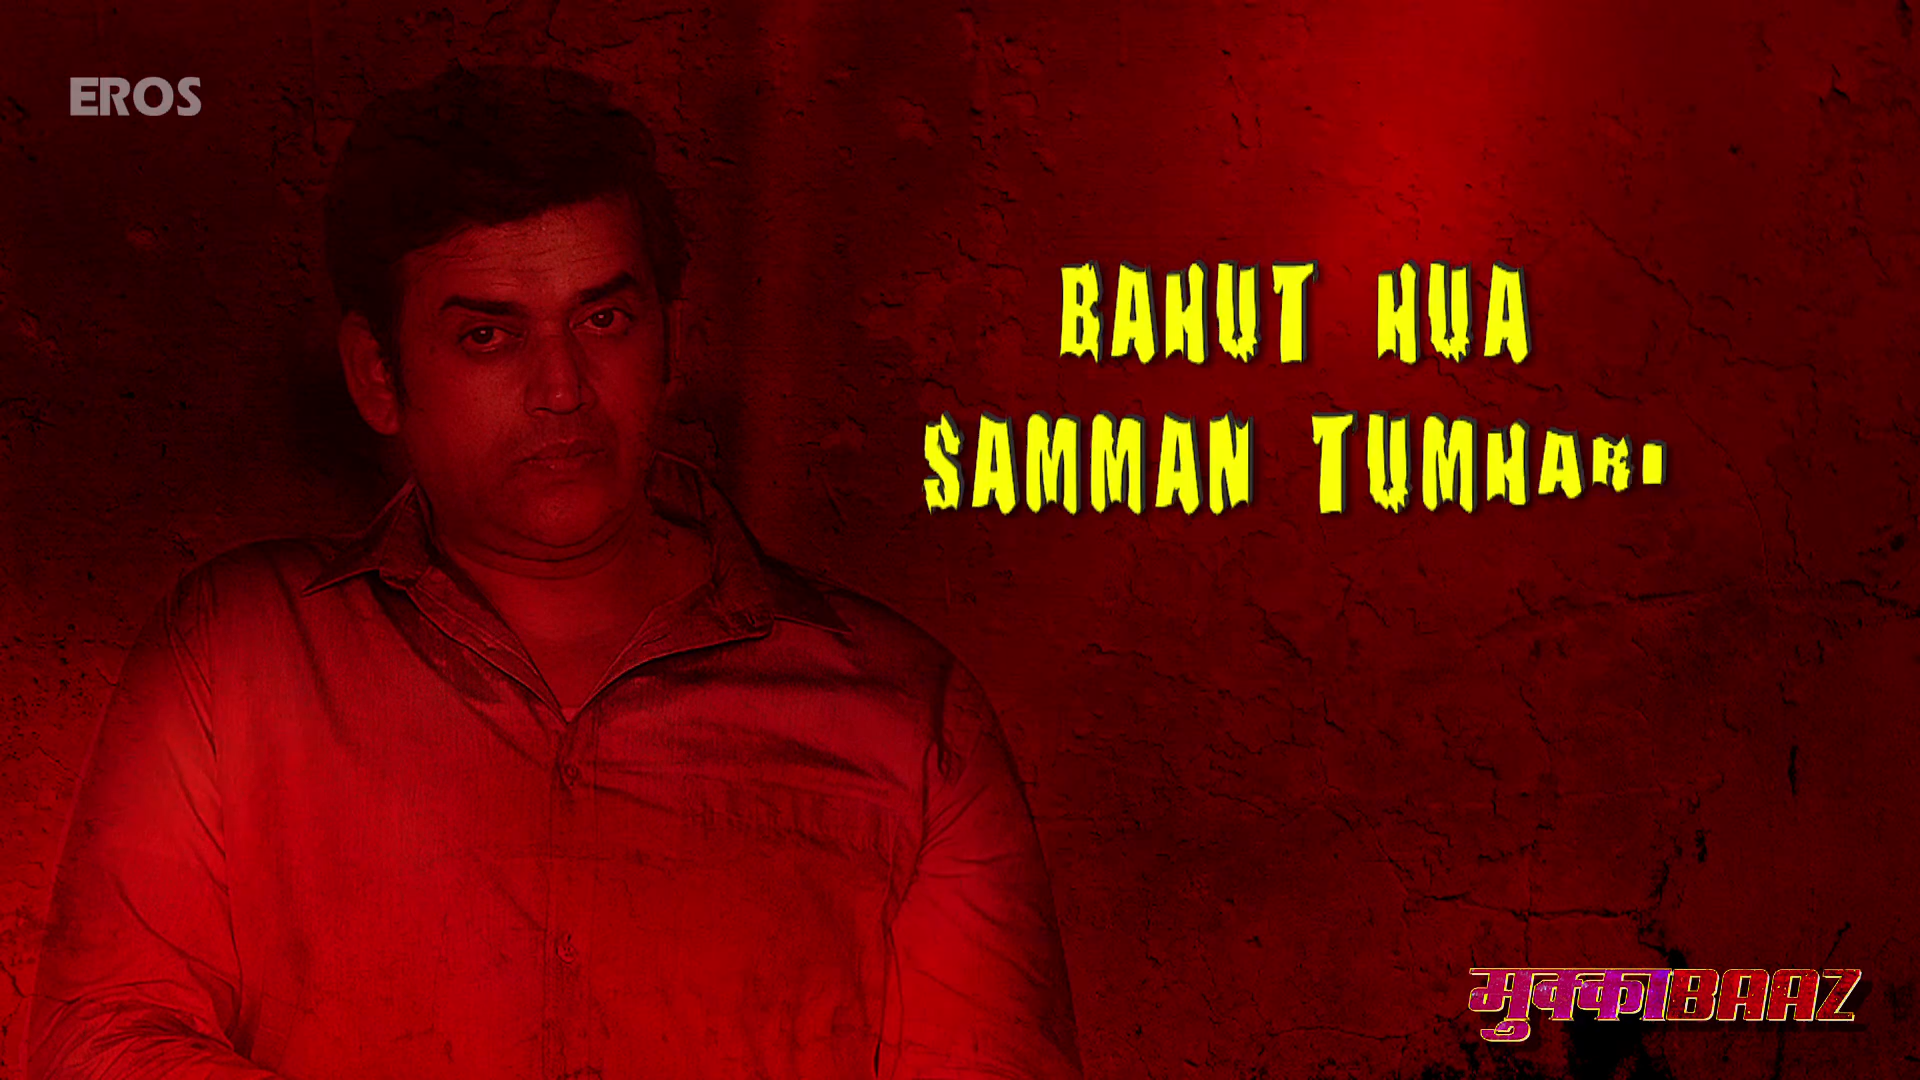 EROS
BAHUT HUA
SAMMAN TUMHARI
मुक्काBAAZ